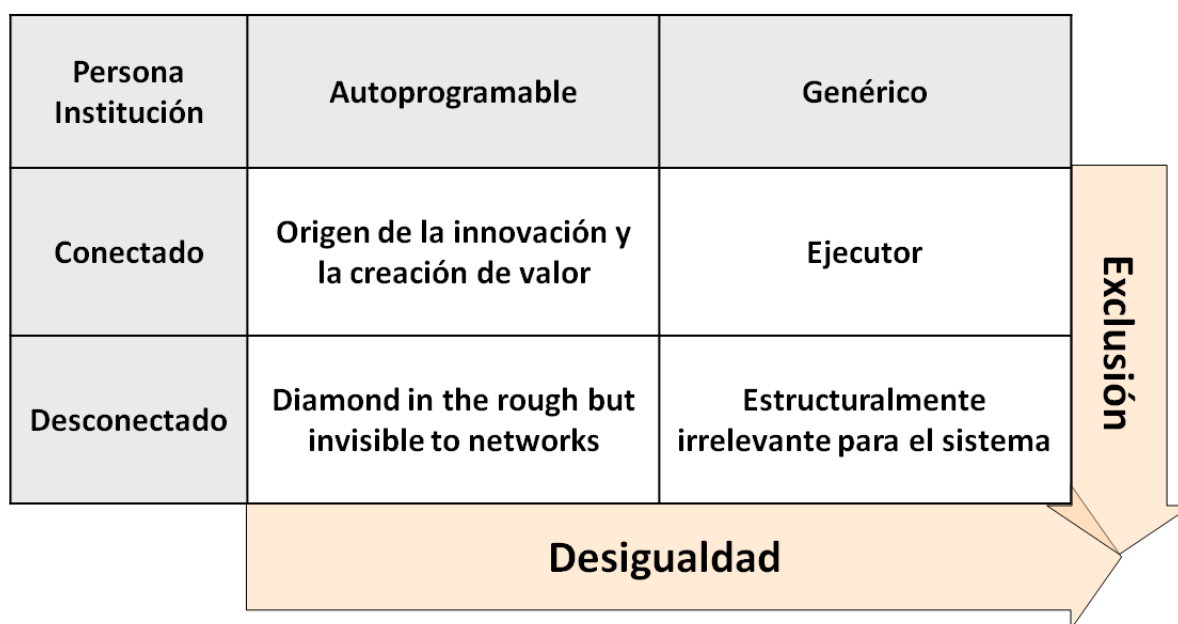 Persona
Institución
Autoprogramable
Genérico
Conectado
Origen de la innovación y
la creación de valor
Ejecutor
Desconectado
Diamond in the rough but
invisible to networks
Estructuralmente
irrelevante para el sistema
Exclusión
Desigualdad